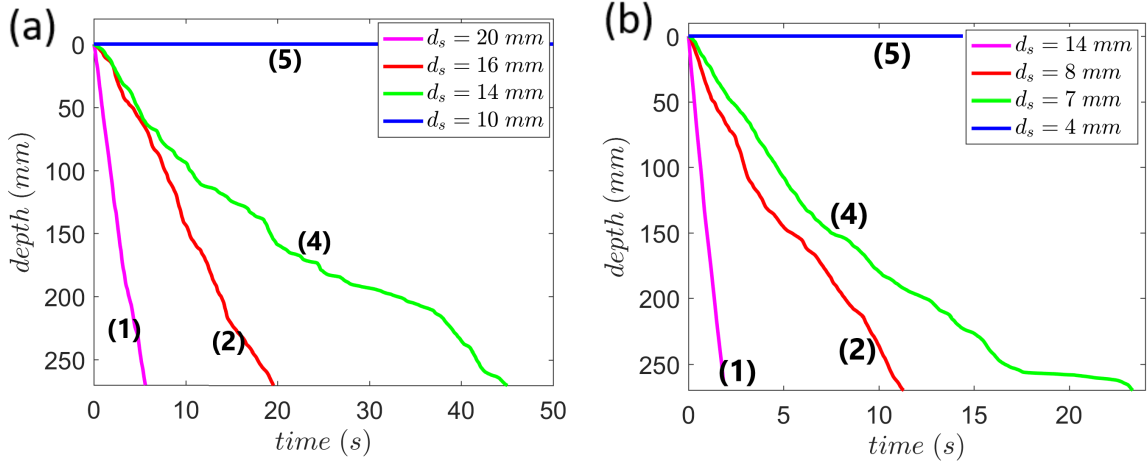 (a)
0
50
100
150
200
250
depth (mm)
0 10 20 30 40 50
time (s)
d_s = 20 mm
d_s = 16 mm
d_s = 14 mm
d_s = 10 mm
(5)
(4)
(1)
(2)
(b)
0
50
100
150
200
250
depth (mm)
0 5 10 15 20
time (s)
d_s = 14 mm
d_s = 8 mm
d_s = 7 mm
d_s = 4 mm
(5)
(4)
(2)
(1)